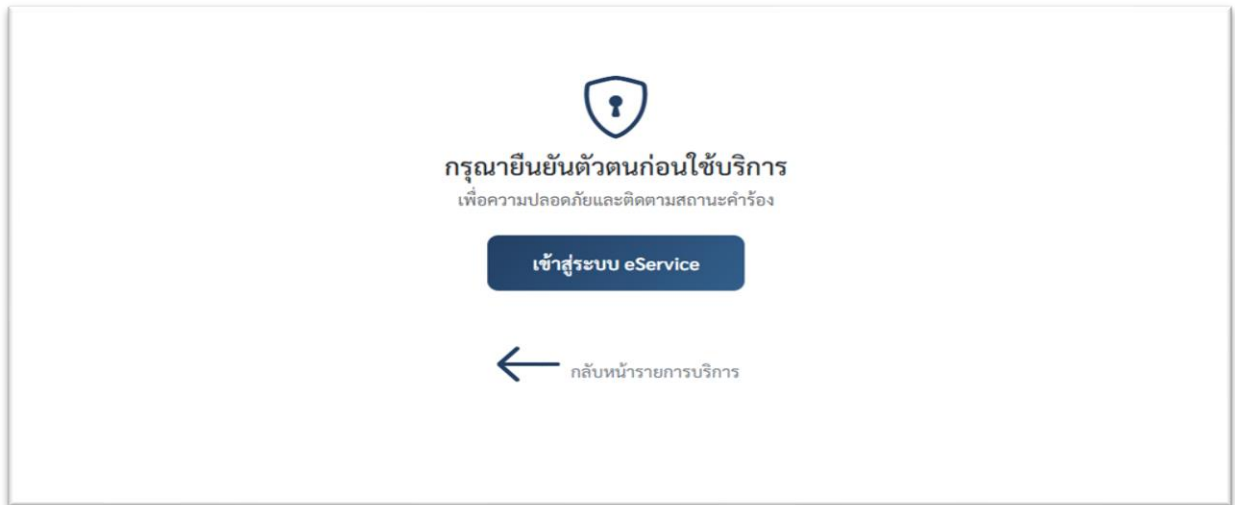 กรุณายืนยันตัวตนก่อนใช้บริการ
เพื่อความปลอดภัยและติดตามสถานะคำร้อง
เข้าสู่ระบบ eService
กลับหน้ารายการบริการ